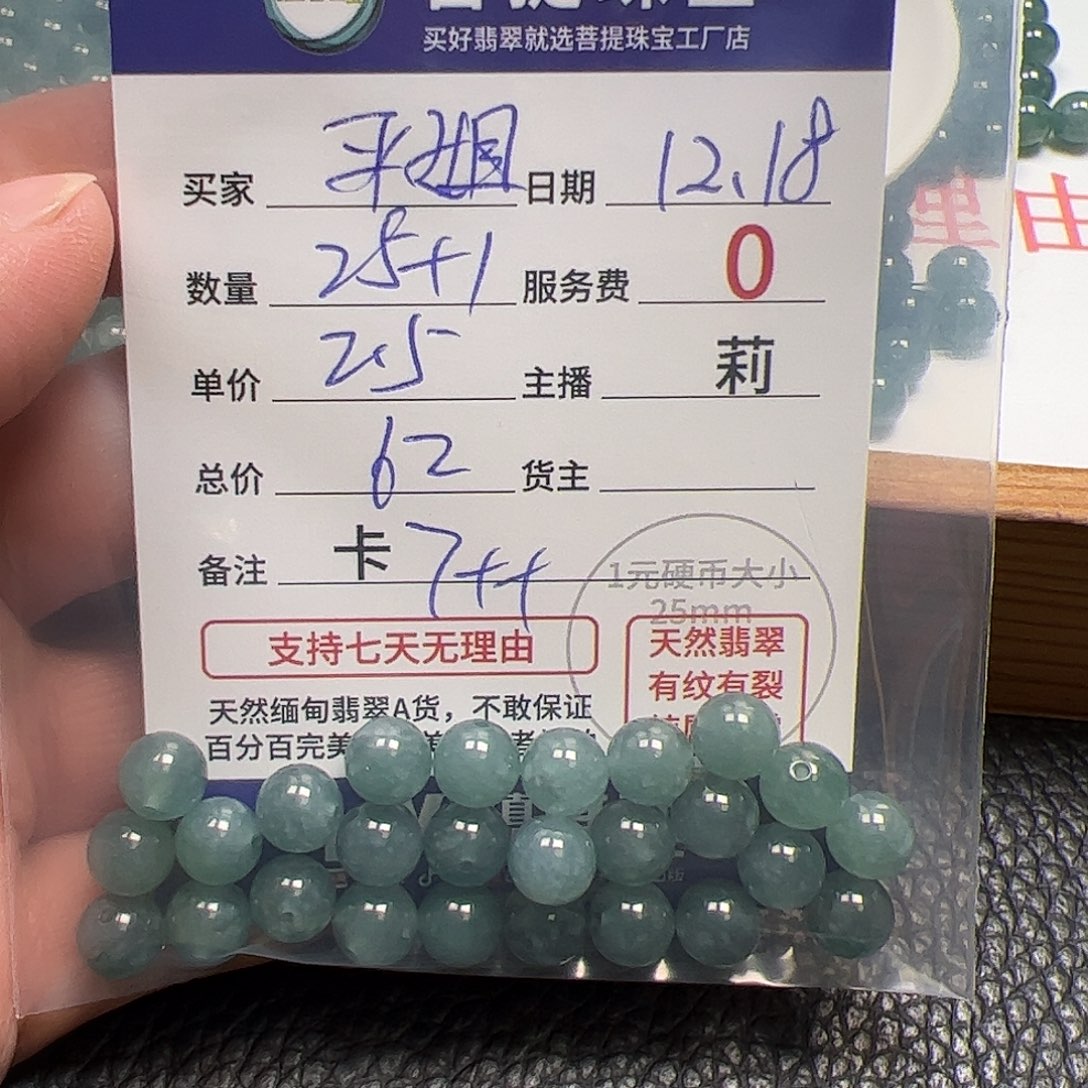 买好翡翠就选菩提珠宝工厂店
买家 平姐 日期 12.18
数量 25+1 服务费 0
单价 2.5 主播 莉
总价 62 货主
备注 卡 7++
1元硬币大小
25mm
支持七天无理由
天然翡翠
有纹有裂
天然缅甸翡翠A货，不敢保证
百分百完美
理由